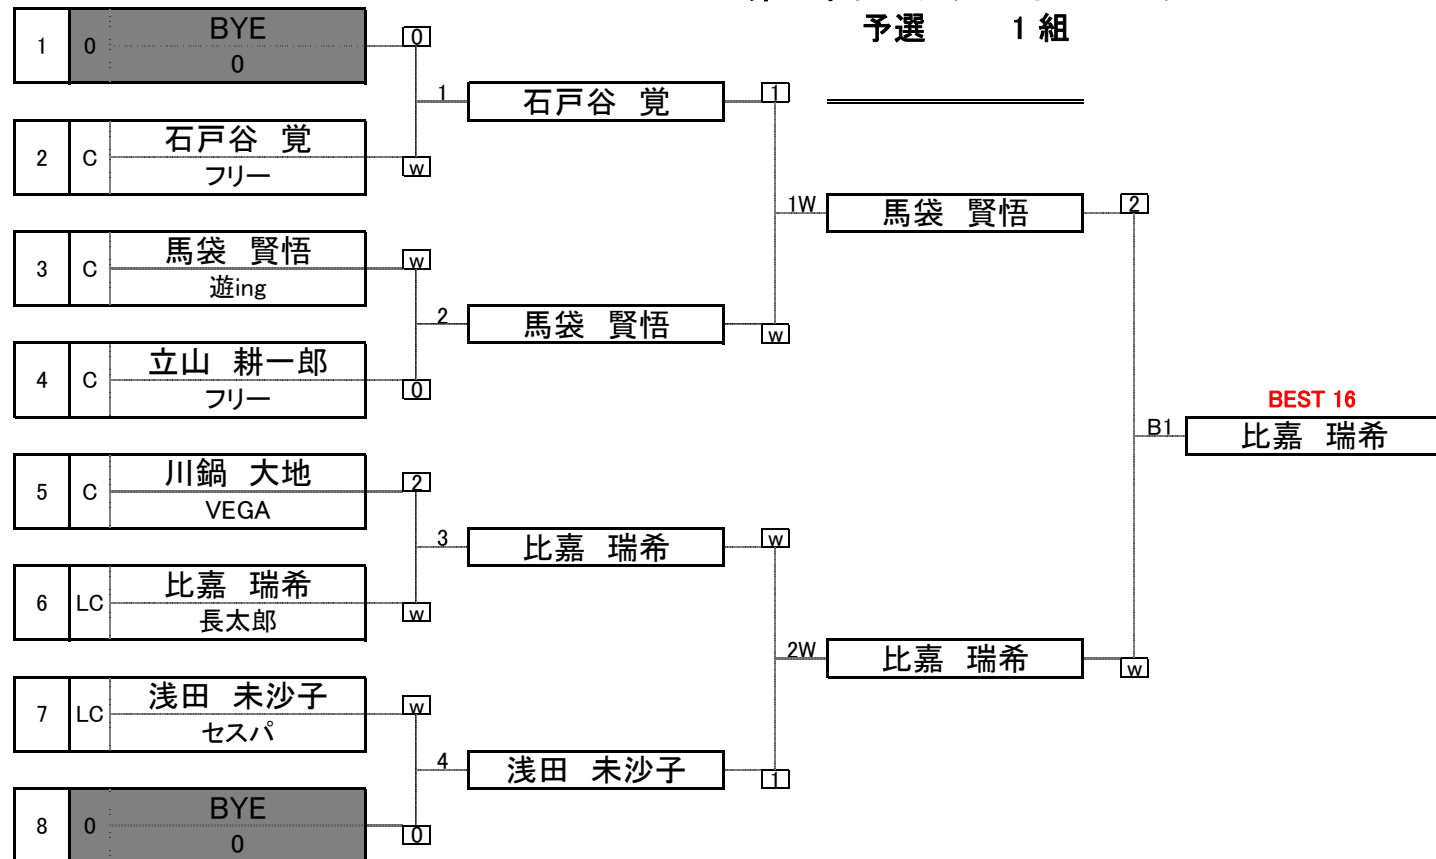 予選 1 組
1 0 BYE 0
0
2 C 石戸谷 覚
フリー
w
1 石戸谷 覚 1
3 C 馬袋 賢悟
遊ing
w
4 C 立山 耕一郎
フリー
0
2 馬袋 賢悟 w
1W 馬袋 賢悟 2
5 C 川鍋 大地
VEGA
2
6 LC 比嘉 瑞希
長太郎
w
3 比嘉 瑞希 w
7 LC 浅田 未沙子
セスパ
w
8 0 BYE 0
0
4 浅田 未沙子 1
2W 比嘉 瑞希 w
BEST 16
B1 比嘉 瑞希